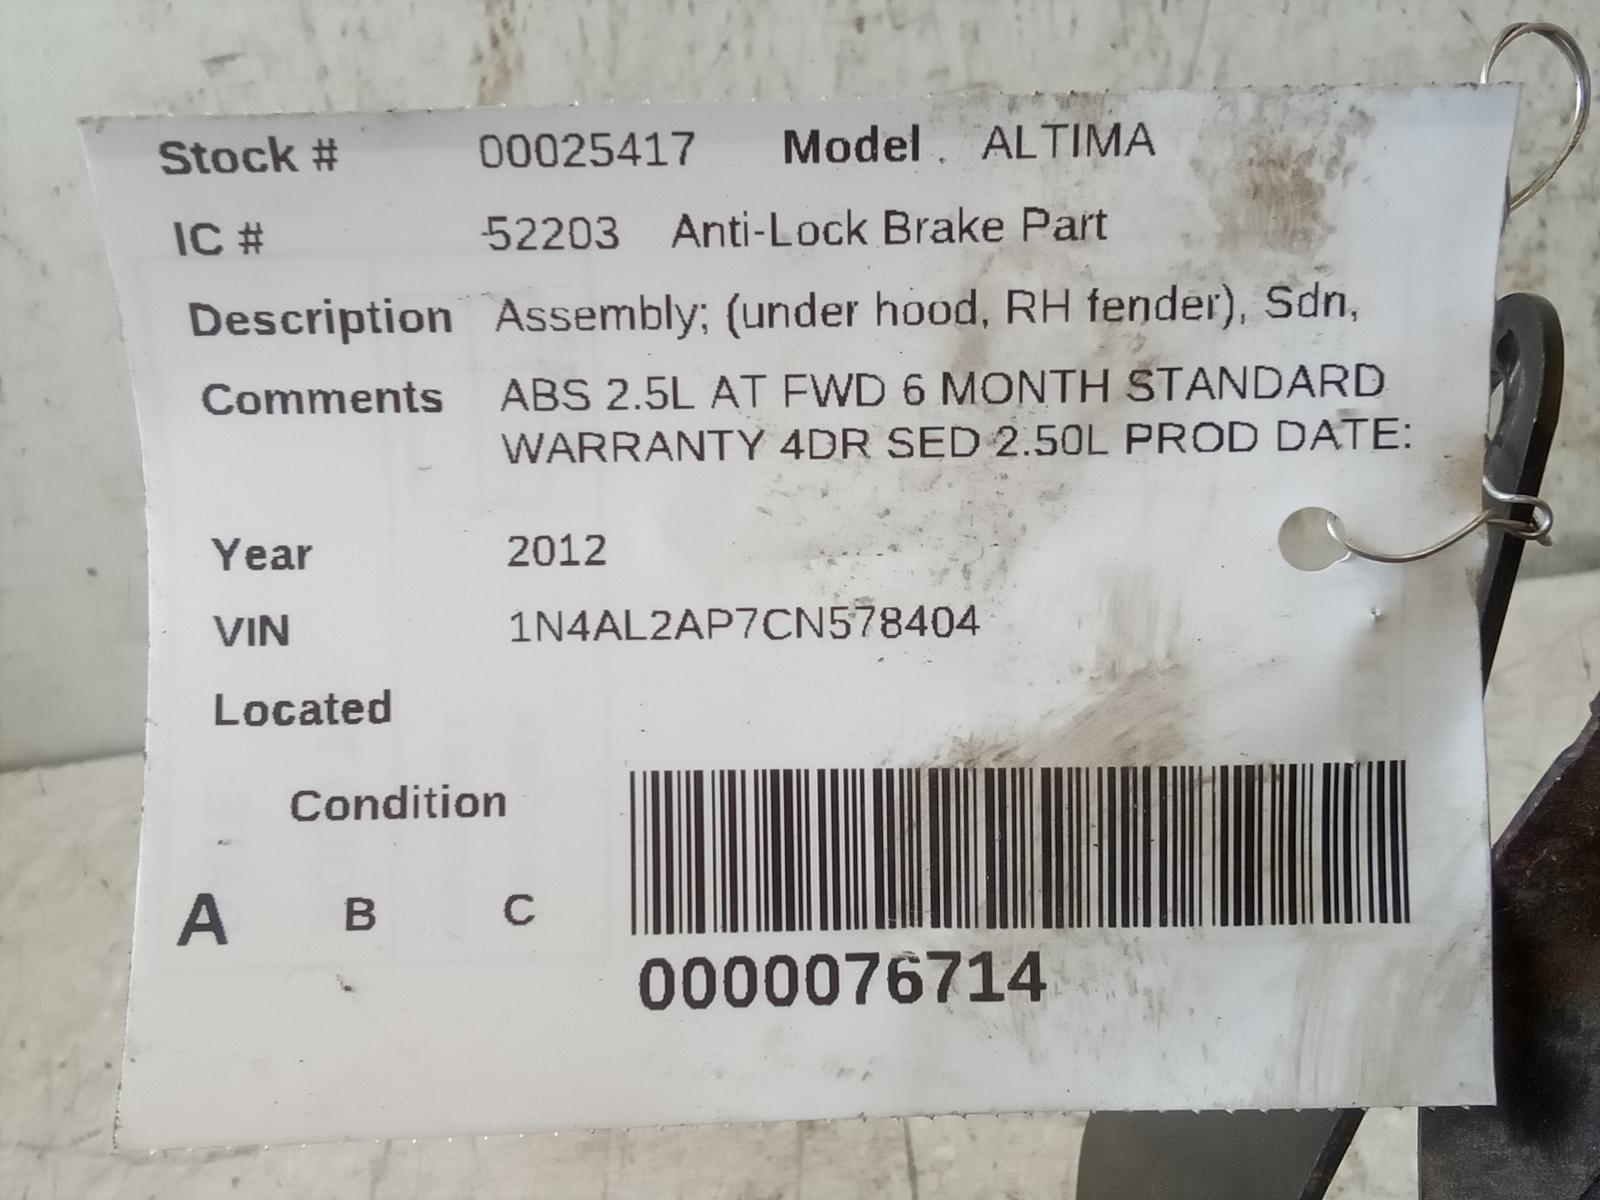 Stock # 00025417 Model . ALTIMA
IC # 52203 Anti-Lock Brake Part
Description Assembly; (under hood, RH fender), Sdn,
Comments ABS 2.5L AT FWD 6 MONTH STANDARD
WARRANTY 4DR SED 2.50L PROD DATE:
Year 2012
VIN 1N4AL2AP7CN578404
Located
Condition
A B C
0000076714